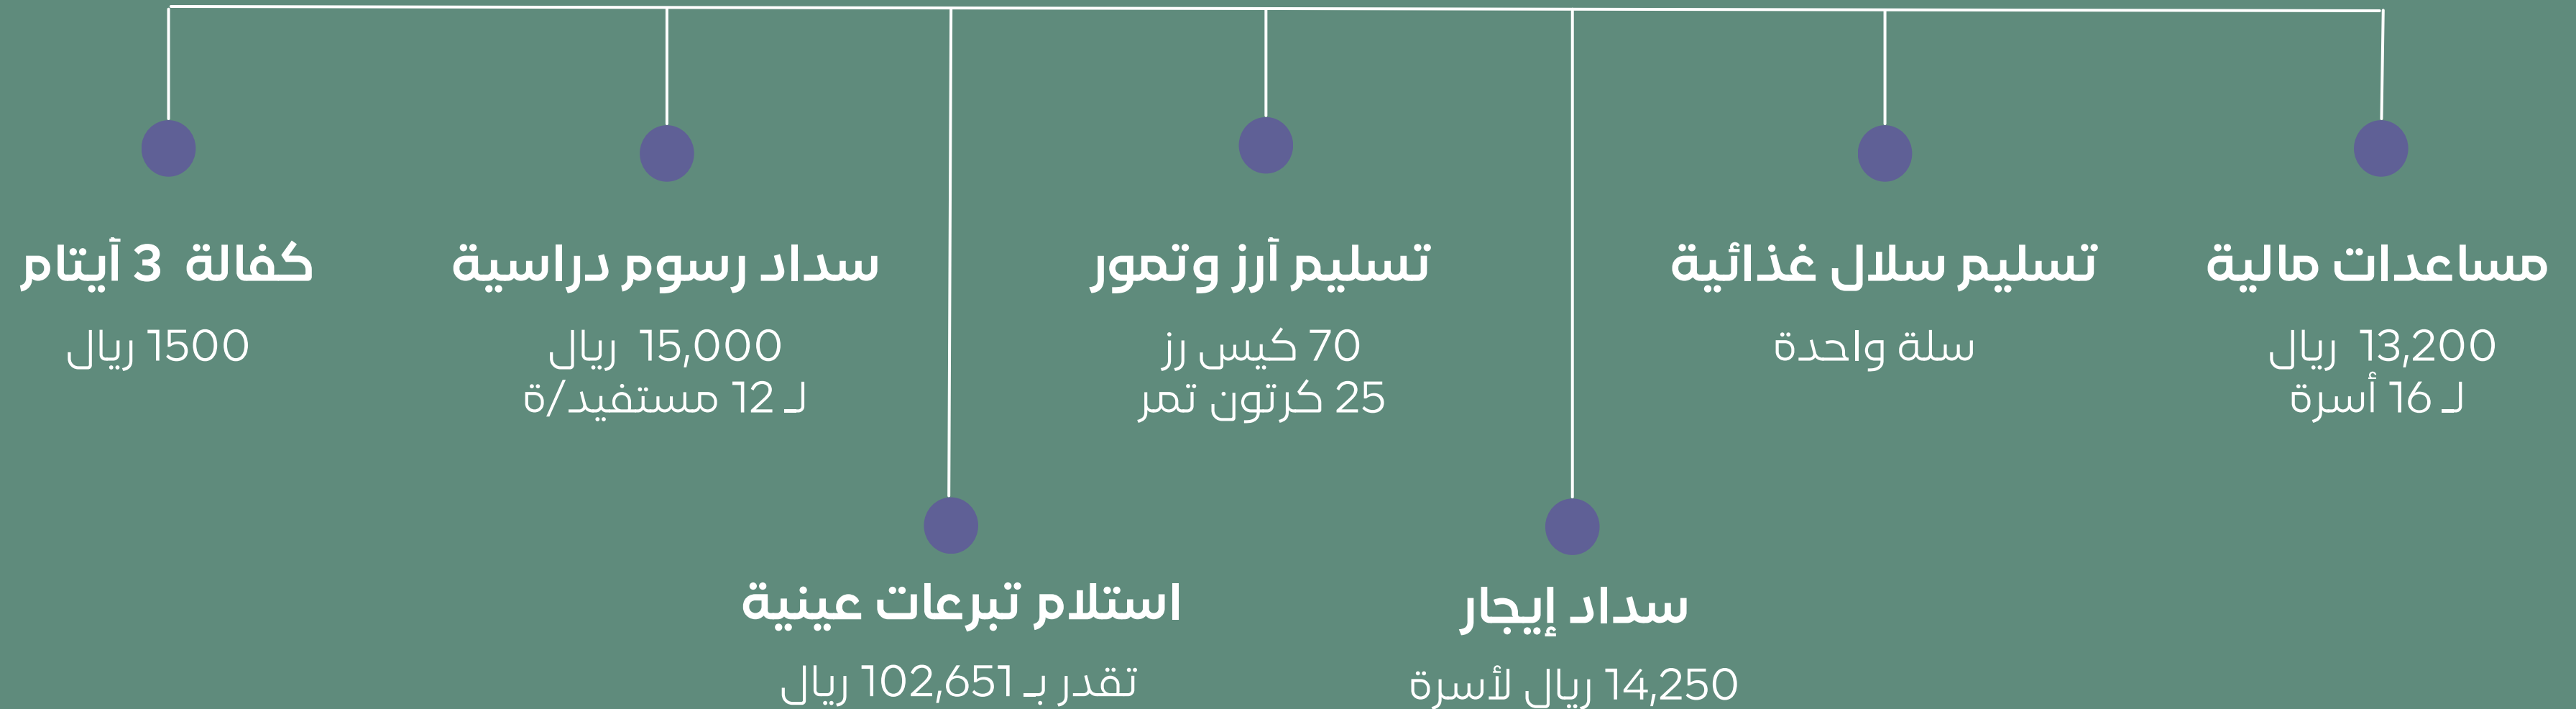 مساعدات مالية
13,200 ريال
لـ 16 أسرة
تسليم سلال غذائية
سلة واحدة
تسليم آرز وتمور
70 كيس رز
25 كرتون تمر
سداد رسوم دراسية
15,000 ريال
لـ 12 مستفيد/ة
كفالة 3 آيتام
1500 ريال
سداد إيجار
14,250 ريال لأسرة
استلام تبرعات عينية
تقدر بـ 102,651 ريال